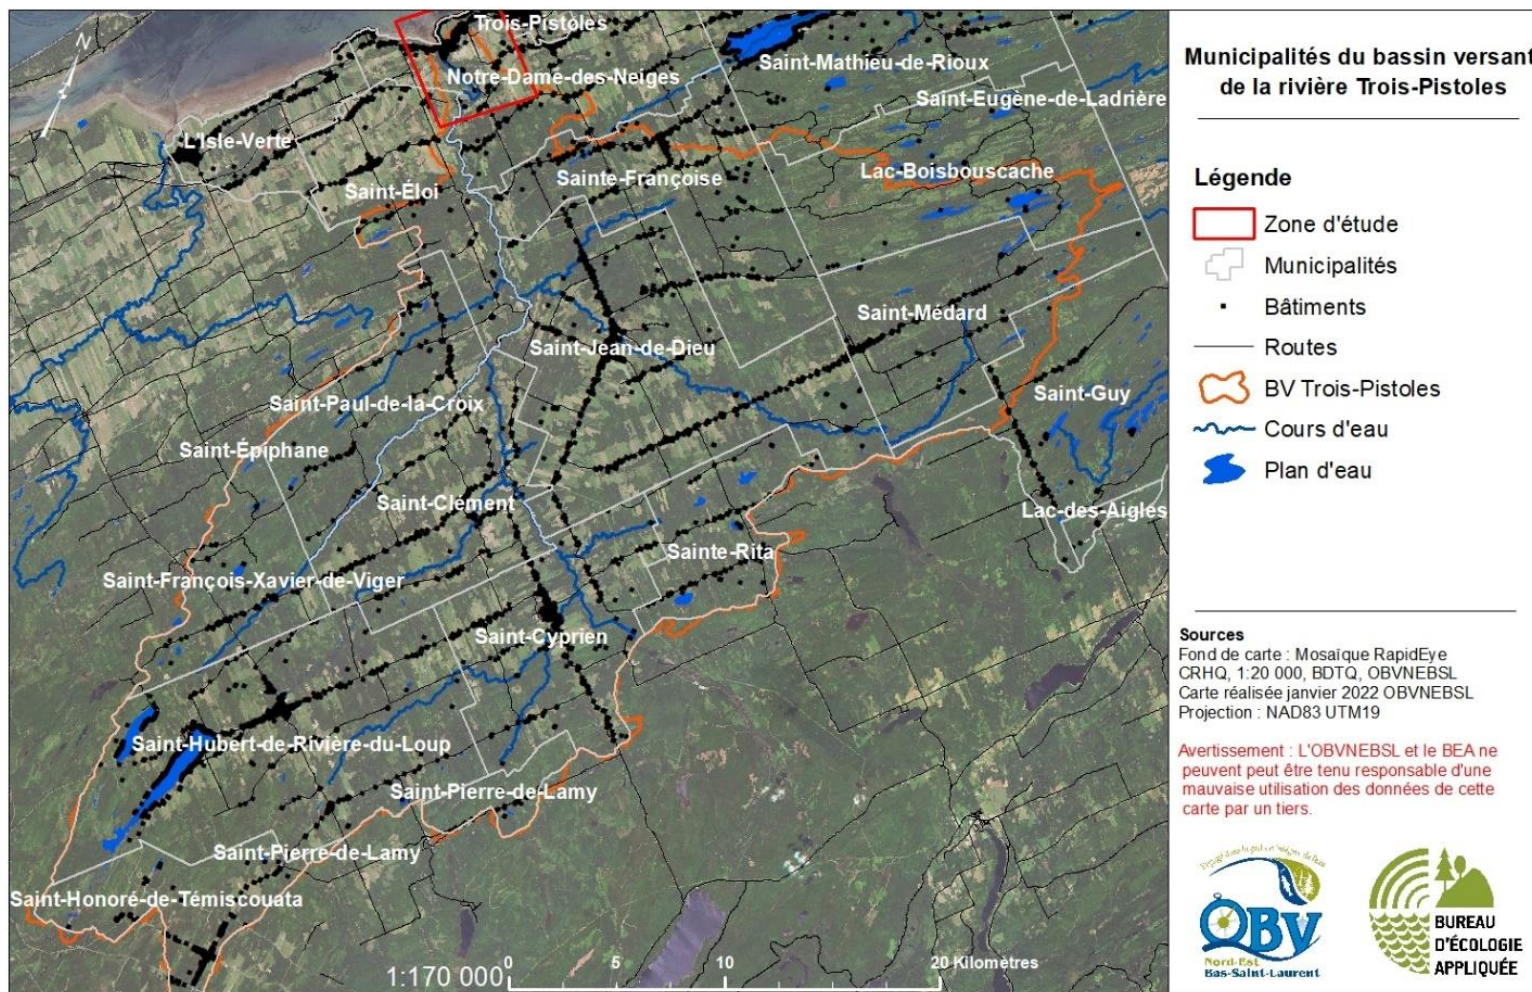 Trois-Pistoles
N
Notre-Dame-des-Neiges
Saint-Mathieu-de-Rioux
Saint-Eugène-de-Ladrière
L'Isle-Verte
Saint-Éloi
Sainte-Françoise
Lac-Boisbouscache
Saint-Médard
Saint-Jean-de-Dieu
Saint-Guy
Saint-Paul-de-la-Croix
Saint-Épiphane
Saint-Clément
Lac-des-Aigles
Sainte-Rita
Saint-François-Xavier-de-Viger
Saint-Cyprien
Saint-Hubert-de-Rivière-du-Loup
Saint-Pierre-de-Lamy
Saint-Pierre-de-Lamy
Saint-Honoré-de-Témiscouata
1:170 000
0 5 10 20 Kilomètres
Municipalités du bassin versant
de la rivière Trois-Pistoles
Légende
Zone d'étude
Municipalités
Bâtiments
Routes
BV Trois-Pistoles
Cours d'eau
Plan d'eau
Sources
Fond de carte : Mosaïque RapidEye
CRHQ, 1:20 000, BDTQ, OBVNEBSL
Carte réalisée janvier 2022 OBVNEBSL
Projection : NAD83 UTM19
Avertissement : L'OBVNEBSL et le BEA ne
peuvent peut être tenu responsable d'une
mauvaise utilisation des données de cette
carte par un tiers.
OBV
Nord-Est
Bas-Saint-Laurent
BUREAU
D'ÉCOLOGIE
APPLIQUÉE